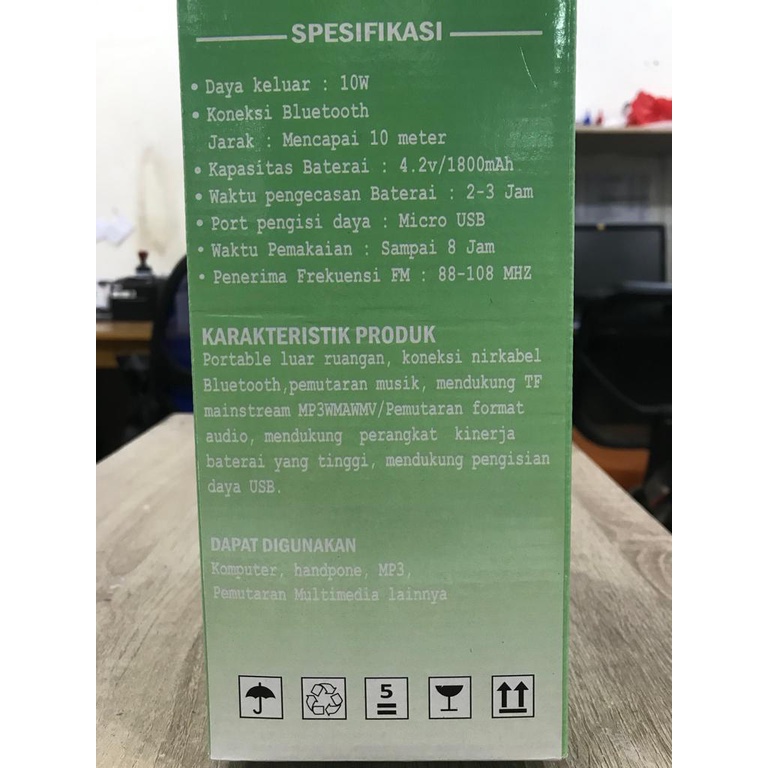 SPESIFIKASI
• Daya keluar : 10W
• Koneksi Bluetooth
Jarak : Mencapai 10 meter
• Kapasitas Baterai : 4.2v/1800mAh
• Waktu pengecasan Baterai : 2-3 Jam
• Port pengisi daya : Micro USB
• Waktu Pemakaian : Sampai 8 Jam
• Penerima Frekuensi FM : 88-108 MHZ
KARAKTERISTIK PRODUK
Portable luar ruangan, koneksi nirkabel
Bluetooth,pemutaran musik, mendukung TF
mainstream MP3WMAWMV/Pemutaran format
audio, mendukung perangkat kinerja
baterai yang tinggi, mendukung pengisian
daya USB.
DAPAT DIGUNAKAN
Komputer, handpone, MP3,
Pemutaran Multimedia lainnya
5